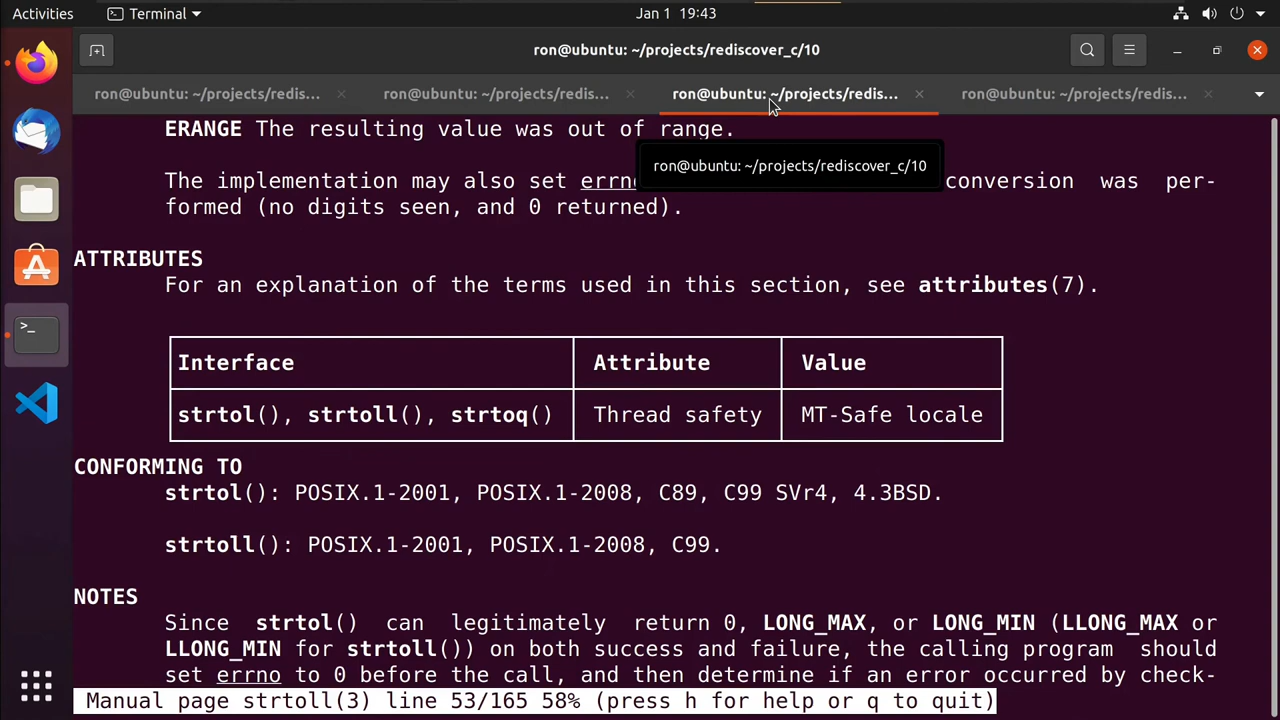 Activities
Terminal
Jan 1 19:43
ron@ubuntu: ~/projects/rediscover_c/10
ron@ubuntu: ~/projects/redis...
ron@ubuntu: ~/projects/redis...
ron@ubuntu: ~/projects/redis...
ron@ubuntu: ~/projects/redis...
ERANGE The resulting value was out of range.
ron@ubuntu: ~/projects/rediscover_c/10
The implementation may also set errno conversion was per-
formed (no digits seen, and 0 returned).
ATTRIBUTES
For an explanation of the terms used in this section, see attributes(7).
Interface Attribute Value
strtol(), strtoll(), strtoq() Thread safety MT-Safe locale
CONFORMING TO
strtol(): POSIX.1-2001, POSIX.1-2008, C89, C99 SVr4, 4.3BSD.
strtoll(): POSIX.1-2001, POSIX.1-2008, C99.
NOTES
Since strtol() can legitimately return 0, LONG_MAX, or LONG_MIN (LLONG_MAX or
LLONG_MIN for strtoll()) on both success and failure, the calling program should
set errno to 0 before the call, and then determine if an error occurred by check-
Manual page strtoll(3) line 53/165 58% (press h for help or q to quit)